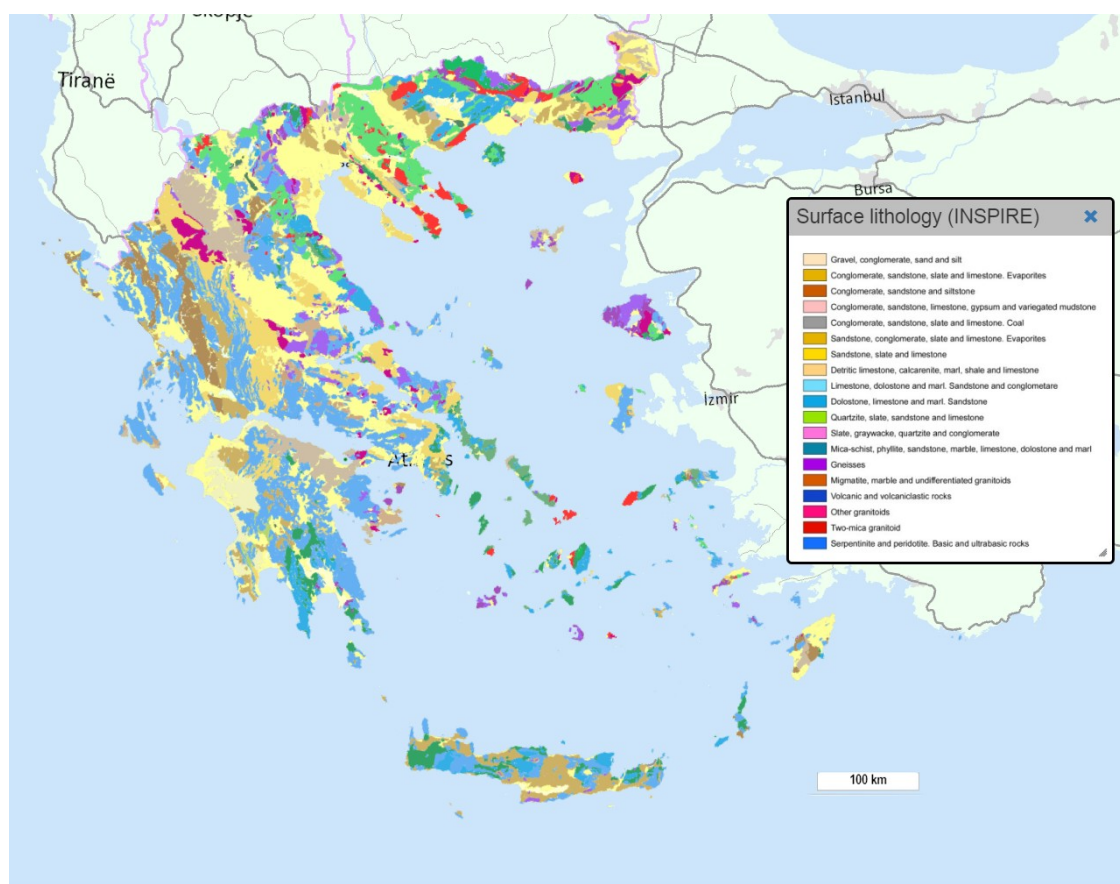 Skopje
Tiranë
Istanbul
Bursa
Surface lithology (INSPIRE)
Gravel, conglomerate, sand and silt
Conglomerate, sandstone, slate and limestone. Evaporites
Conglomerate, sandstone and siltstone
Conglomerate, sandstone, limestone, gypsum and variegated mudstone
Conglomerate, sandstone, slate and limestone. Coal
Sandstone, conglomerate, slate and limestone. Evaporites
Sandstone, slate and limestone
Detritic limestone, calcarenite, marl, shale and limestone
Limestone, dolostone and marl. Sandstone and conglometare
Dolostone, limestone and marl. Sandstone
Quartzite, slate, sandstone and limestone
Slate, graywacke, quartzite and conglomerate
Mica-schist, phyllite, sandstone, marble, limestone, dolostone and marl
Gneisses
Migmatite, marble and undifferentiated granitoids
Volcanic and volcaniclastic rocks
Other granitoids
Two-mica granitoid
Serpentinite and peridotite. Basic and ultrabasic rocks
İzmir
100 km